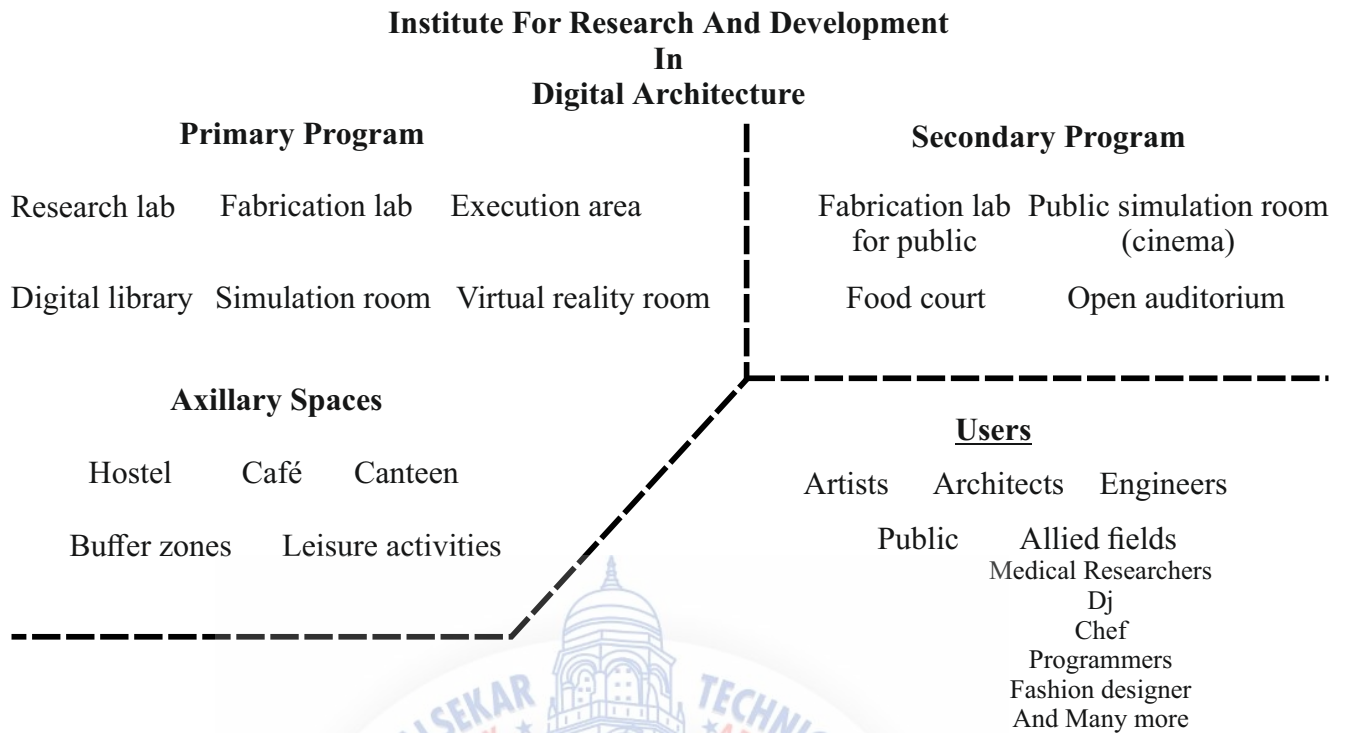 Institute For Research And Development
In
Digital Architecture
Primary Program
Research lab Fabrication lab Execution area
Digital library Simulation room Virtual reality room
Secondary Program
Fabrication lab Public simulation room
for public (cinema)
Food court Open auditorium
Axillary Spaces
Hostel Café Canteen
Buffer zones Leisure activities
Users
Artists Architects Engineers
Public Allied fields
Medical Researchers
Dj
Chef
Programmers
Fashion designer
And Many more